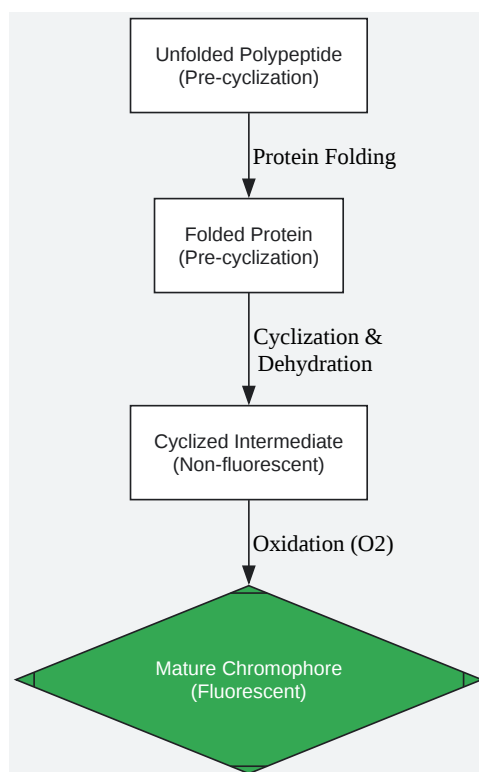 Unfolded Polypeptide
(Pre-cyclization)
Protein Folding
Folded Protein
(Pre-cyclization)
Cyclization &
Dehydration
Cyclized Intermediate
(Non-fluorescent)
Oxidation (O2)
Mature Chromophore
(Fluorescent)